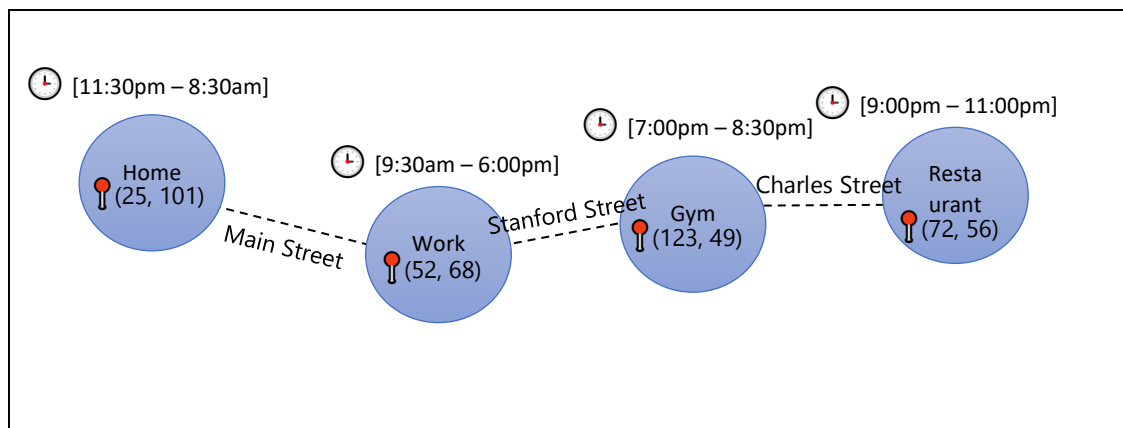 [11:30pm – 8:30am]
Home
(25, 101)
Main Street
[9:30am – 6:00pm]
Work
(52, 68)
Stanford Street
[7:00pm – 8:30pm]
Gym
(123, 49)
Charles Street
[9:00pm – 11:00pm]
Resta
urant
(72, 56)